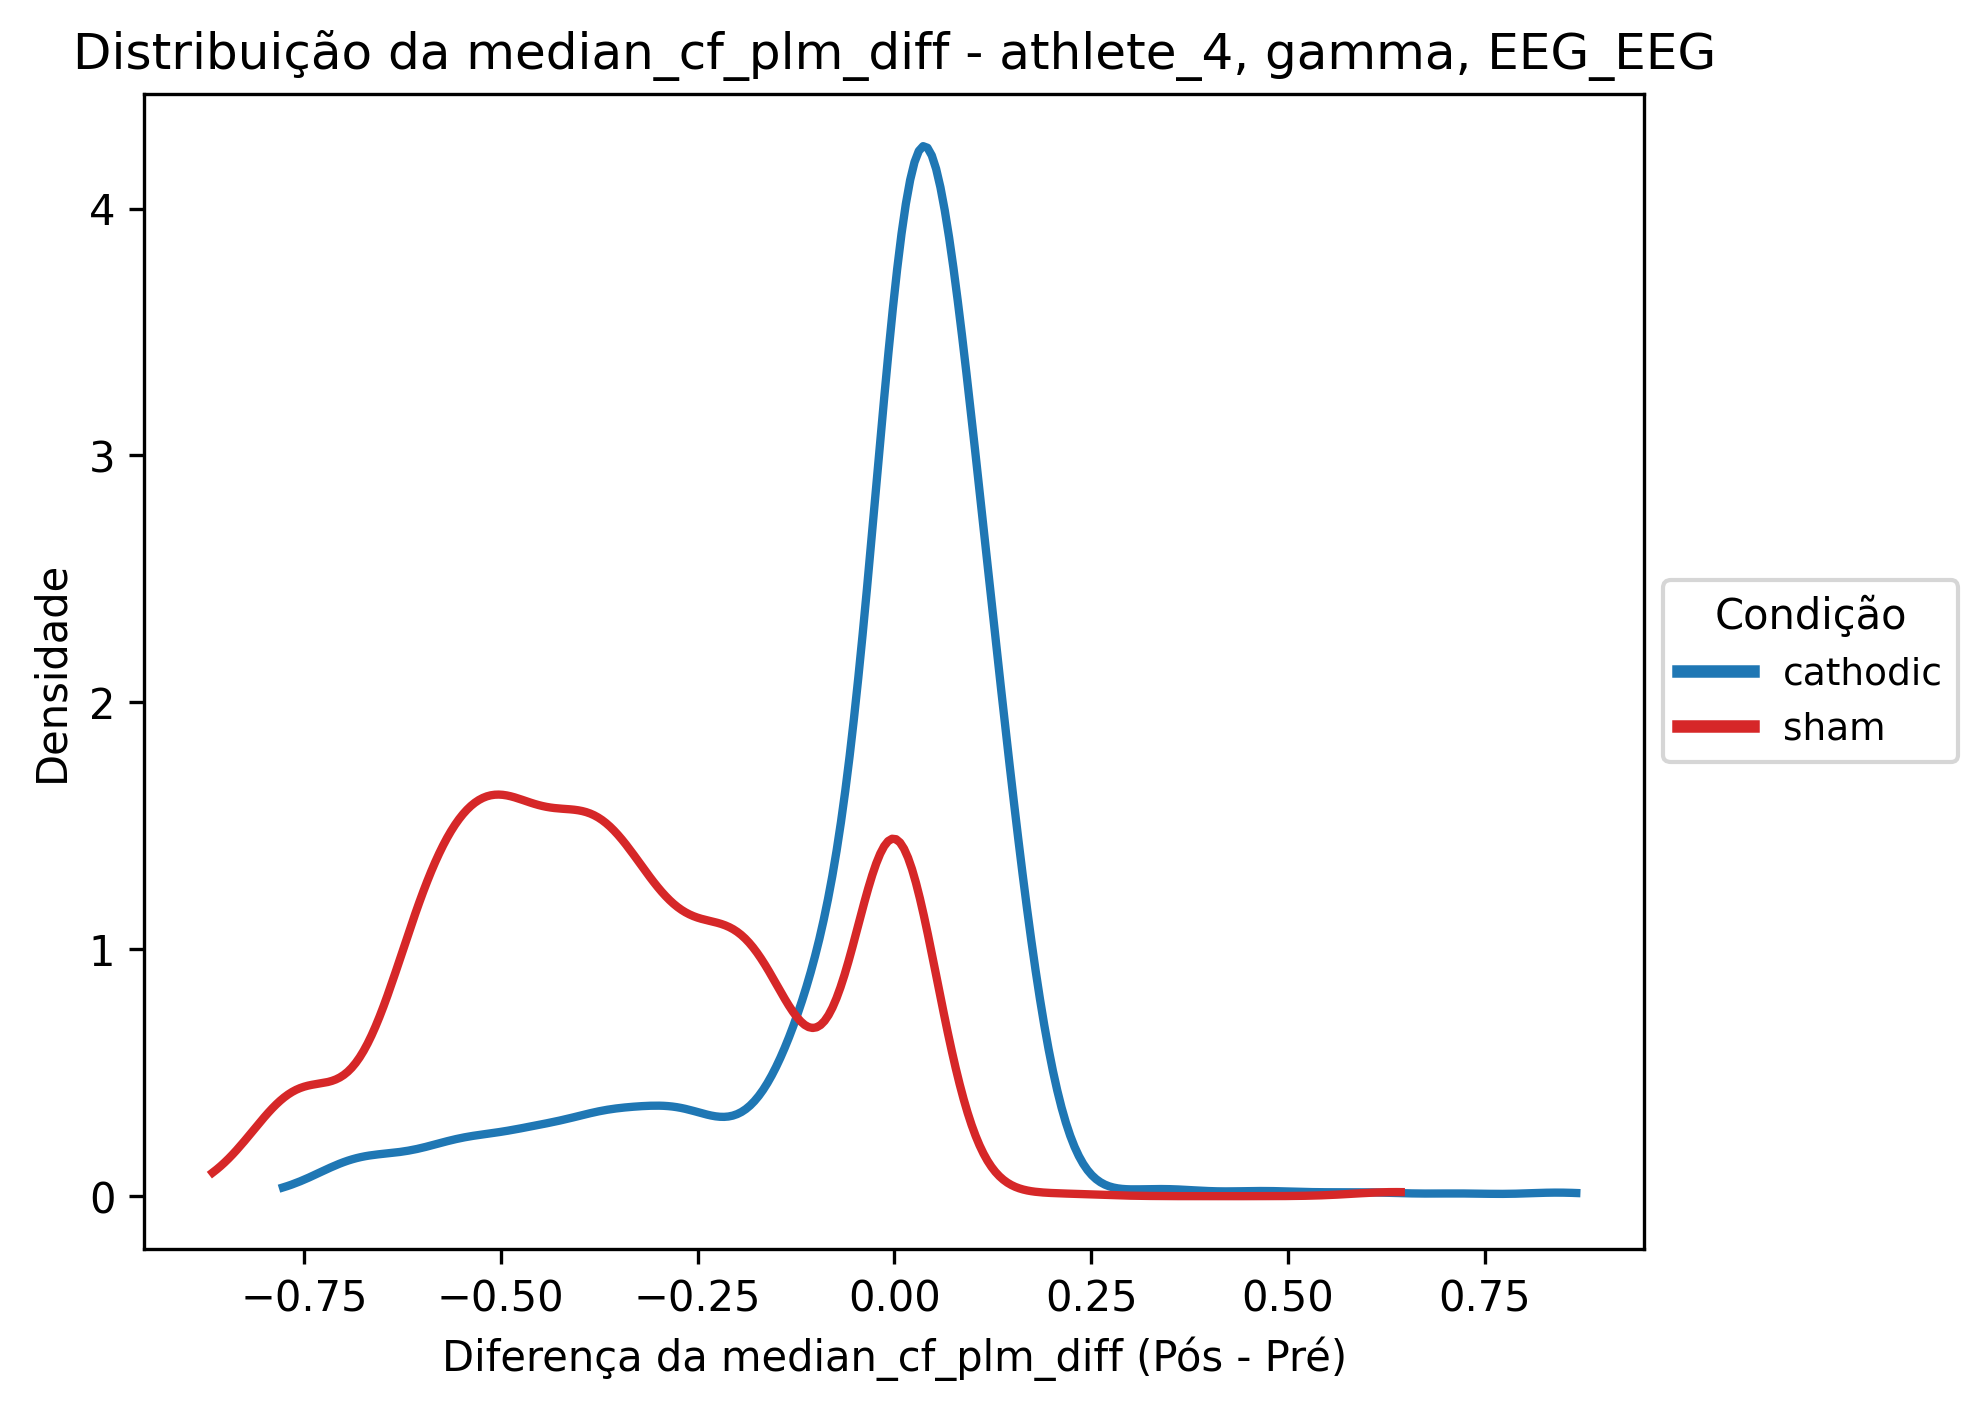 Distribuição da median_cf_plm_diff - athlete_4, gamma, EEG_EEG
Densidade
4
3
2
1
0
−0.75 −0.50 −0.25 0.00 0.25 0.50 0.75
Diferença da median_cf_plm_diff (Pós - Pré)
Condição
cathodic
sham